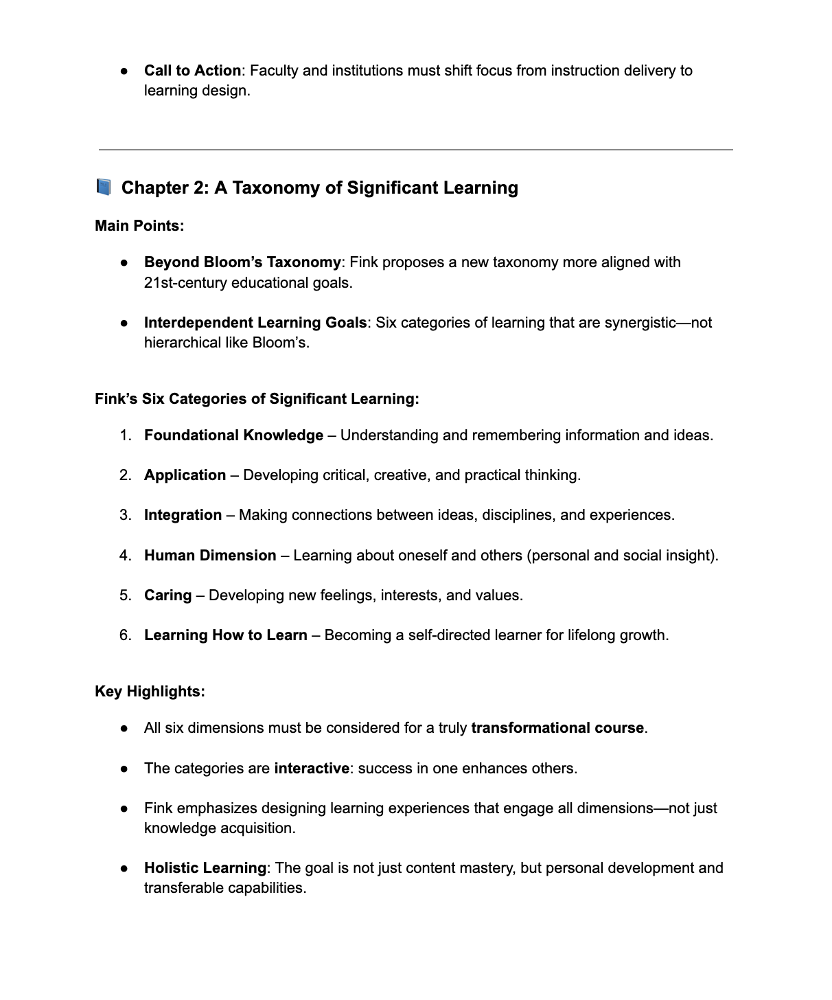 ● Call to Action: Faculty and institutions must shift focus from instruction delivery to
learning design.
Chapter 2: A Taxonomy of Significant Learning
Main Points:
● Beyond Bloom’s Taxonomy: Fink proposes a new taxonomy more aligned with
21st-century educational goals.
● Interdependent Learning Goals: Six categories of learning that are synergistic—not
hierarchical like Bloom’s.
Fink’s Six Categories of Significant Learning:
1. Foundational Knowledge – Understanding and remembering information and ideas.
2. Application – Developing critical, creative, and practical thinking.
3. Integration – Making connections between ideas, disciplines, and experiences.
4. Human Dimension – Learning about oneself and others (personal and social insight).
5. Caring – Developing new feelings, interests, and values.
6. Learning How to Learn – Becoming a self-directed learner for lifelong growth.
Key Highlights:
● All six dimensions must be considered for a truly transformational course.
● The categories are interactive: success in one enhances others.
● Fink emphasizes designing learning experiences that engage all dimensions—not just
knowledge acquisition.
● Holistic Learning: The goal is not just content mastery, but personal development and
transferable capabilities.